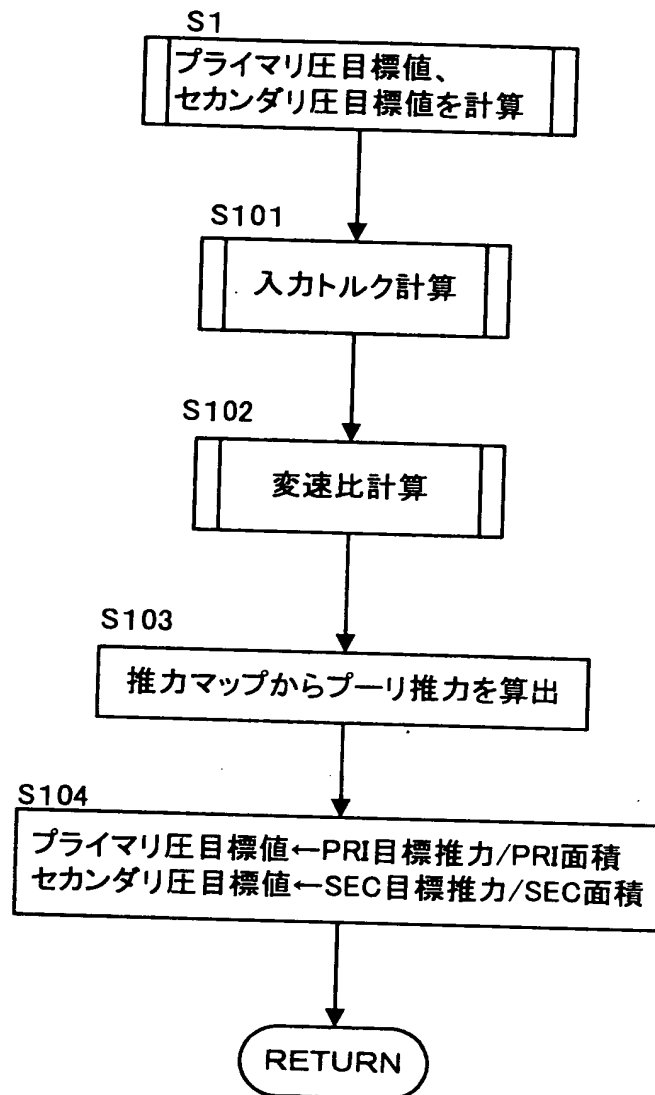 S1
プライマリ圧目標値、
セカンダリ圧目標値を計算
S101
入力トルク計算
S102
変速比計算
S103
推力マップからプーリ推力を算出
S104
プライマリ圧目標値←PRI目標推力/PRI面積
セカンダリ圧目標値←SEC目標推力/SEC面積
RETURN